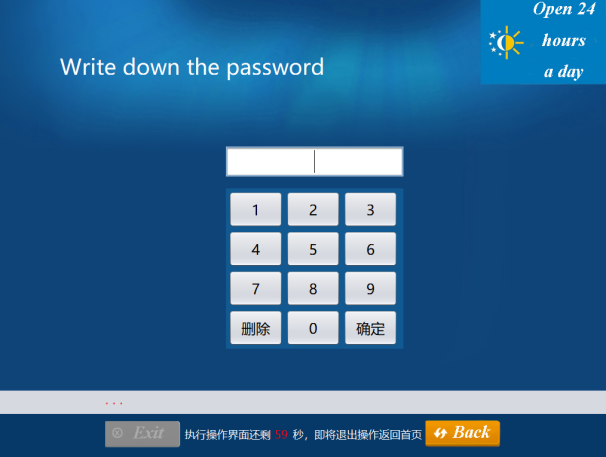 Open 24
hours
a day
Write down the password
1 2 3
4 5 6
7 8 9
删除 0 确定
...
Exit 执行操作界面还剩 59 秒，即将退出操作返回首页 Back